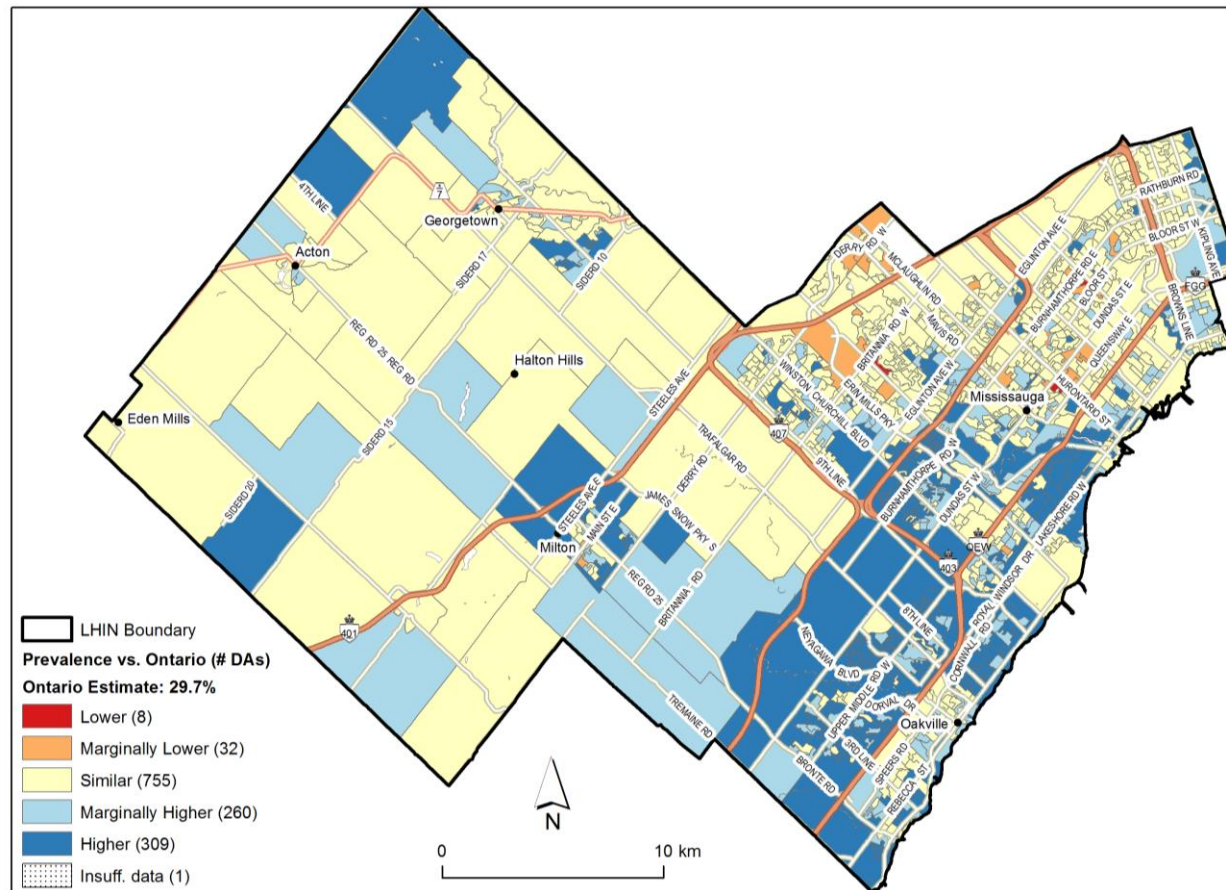 RATHBURN RD
EGLINTON AVE E
BLOOR ST W
KIPLING AVE
4TH LINE
7
Georgetown
SIDERD 17
SIDERD 10
Acton
DERRY RD W
MCLAUGHLIN RD
BURNHAMTHORPE RD E
BLOOR ST
DUNDAS ST E
FGG
BROWNS LINE
QUEENSWAY E
MAVIS RD
BRITANNIA RD W
REG RD 25 REG RD
Halton Hills
STEELES AVE
WINSTON CHURCHILL BLVD
ERIN MILLS PKY
EGLINTON AVE W
HURONTARIO ST
Mississauga
Eden Mills
SIDERD 15
TRAFALGAR RD
407
9TH LINE
BURNHAMTHORPE RD W
DUNDAS ST W
LAKESHORE RD W
SIDERD 20
STEELES AVE E
MAIN ST E
DERRY RD
JAMES SNOW PKY S
Milton
QEW
403
ROYAL WINDSOR DR
REG RD 25
BRITANNIA RD
8TH LINE
CORNWALL RD
401
NEYAGAWA BLVD
UPPER MIDDLE RD W
DORVAL DR
TREMAINE RD
Oakville
3RD LINE
SPEERS RD
BRONTE RD
REBECCA ST
LHIN Boundary
Prevalence vs. Ontario (# DAs)
Ontario Estimate: 29.7%
Lower (8)
Marginally Lower (32)
Similar (755)
Marginally Higher (260)
Higher (309)
Insuff. data (1)
N
0 10 km